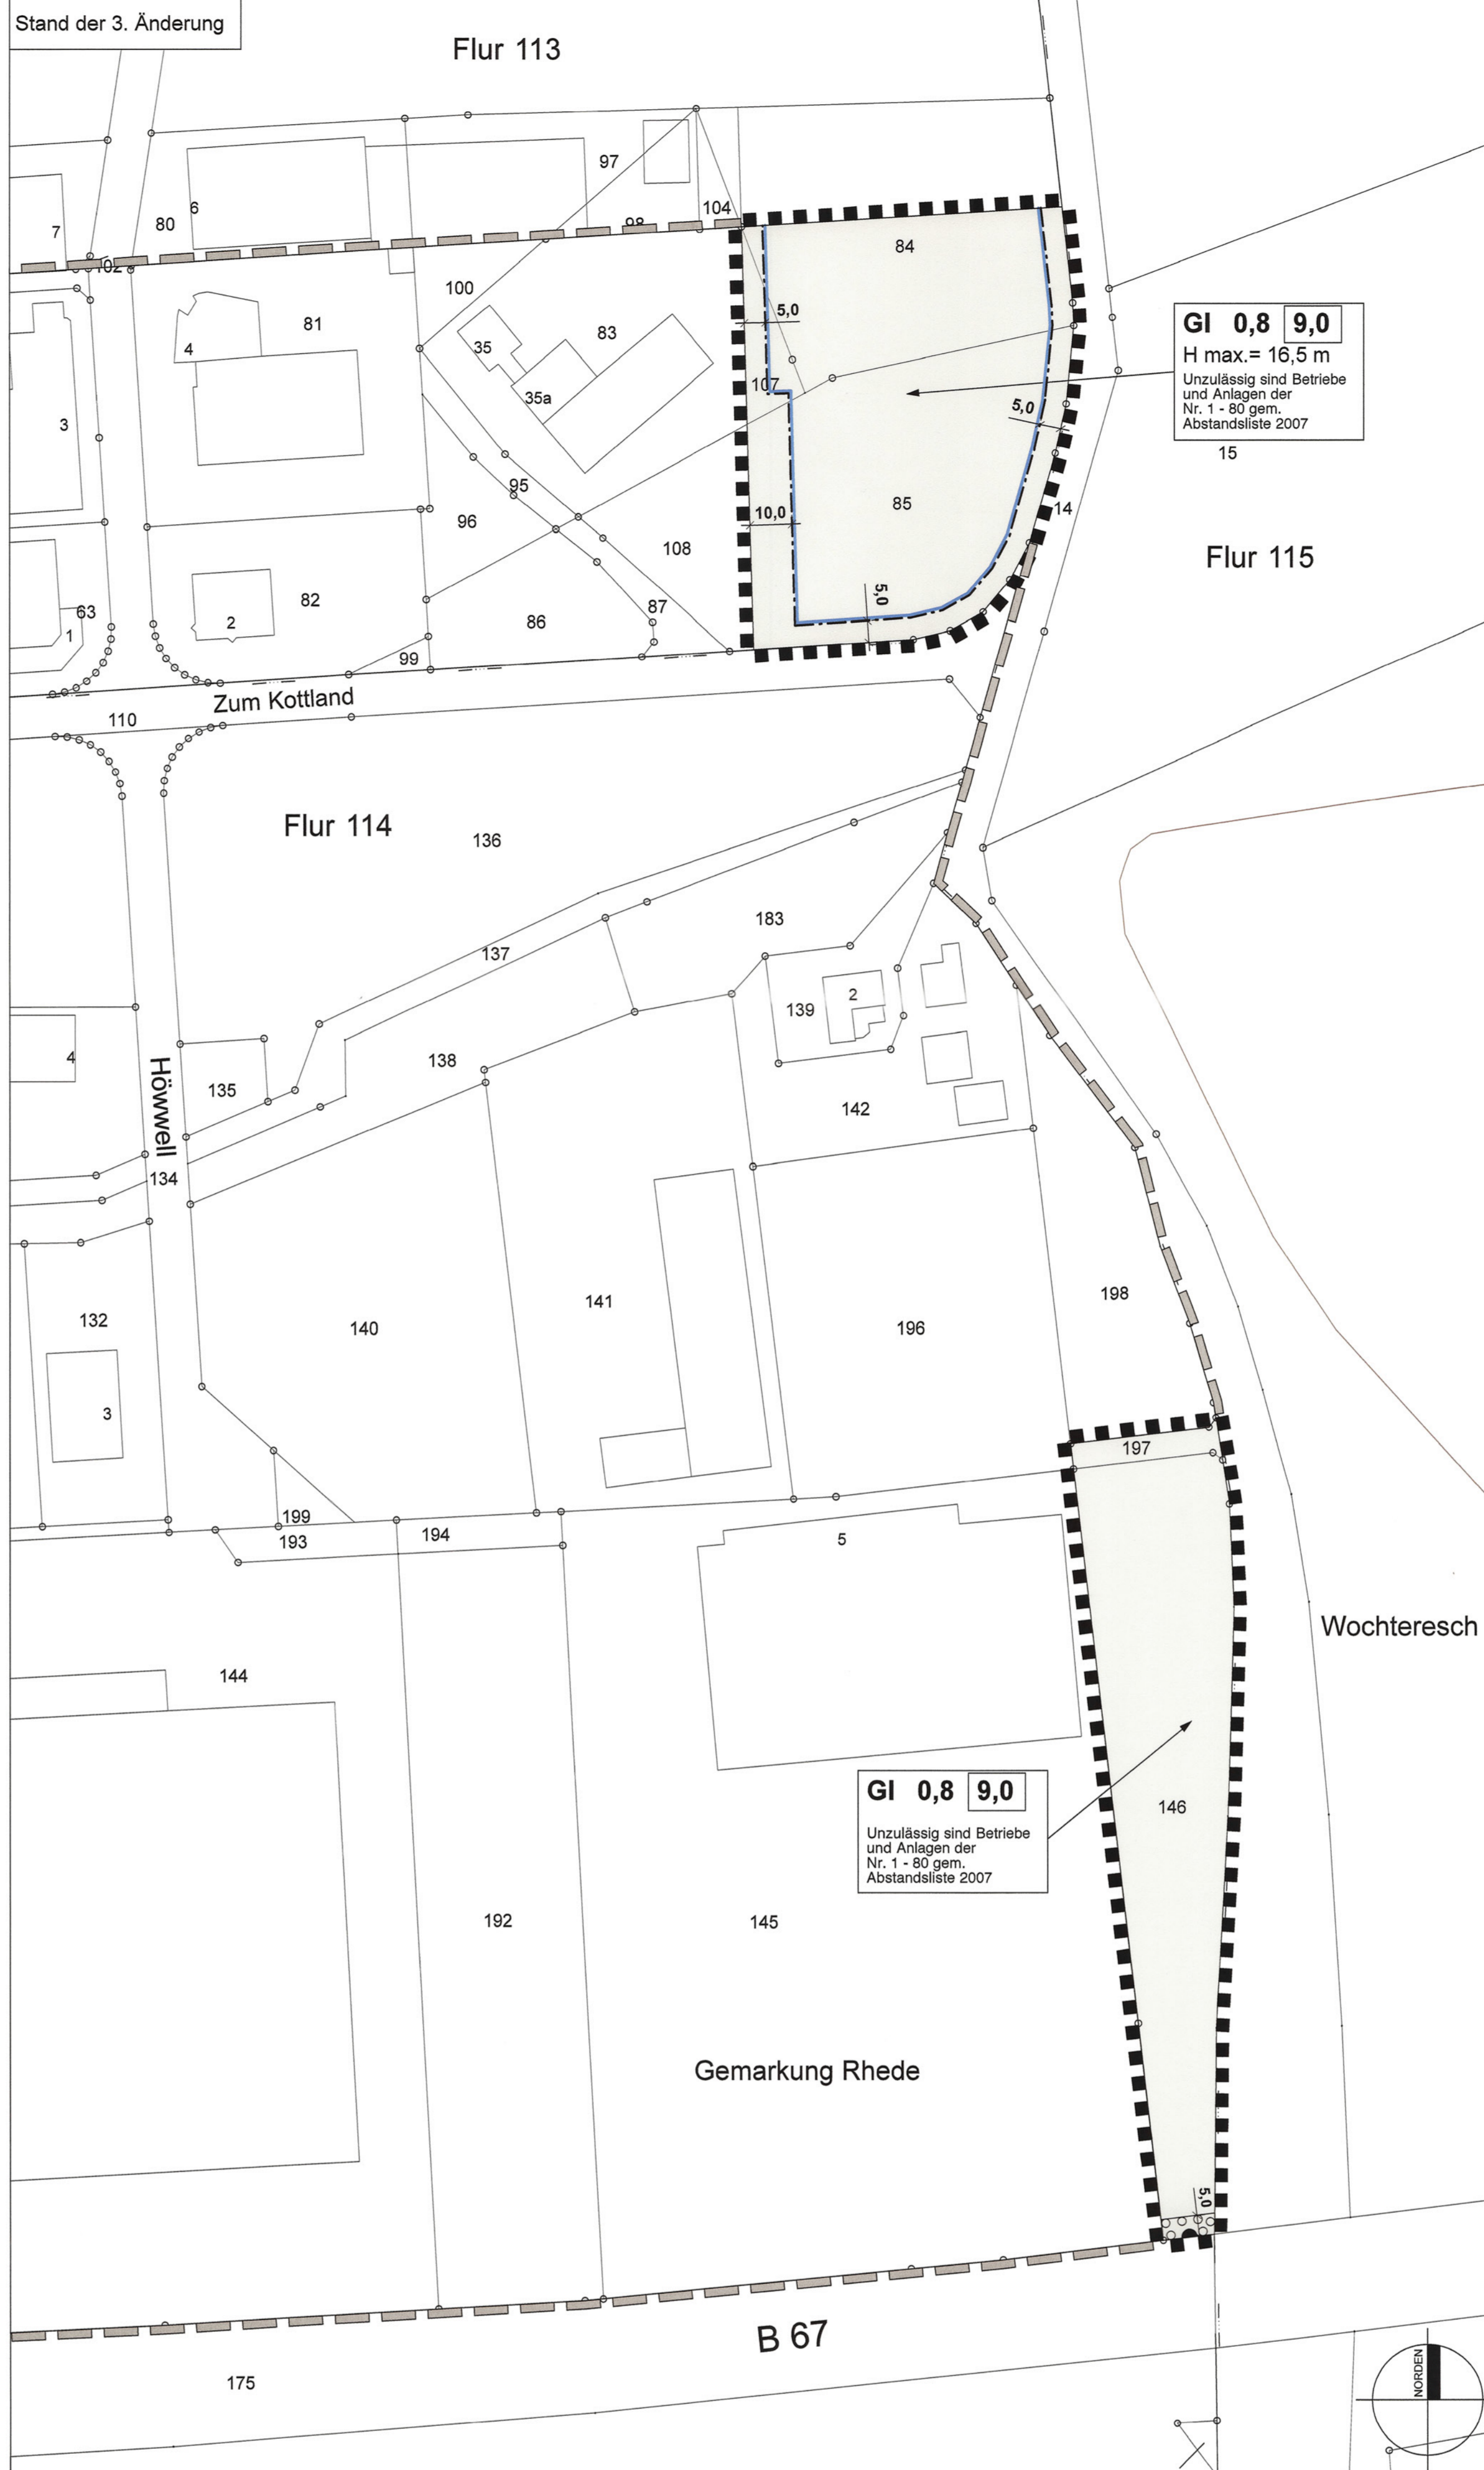 Stand der 3. Änderung
Flur 113
97
6
80
7
104
98
102
84
100
5,0
81
83
35
4
GI 0,8 9,0
H max.= 16,5 m
Unzulässig sind Betriebe
und Anlagen der
Nr. 1 - 80 gem.
Abstandsliste 2007
107
35a
5,0
3
15
95
85
14
10,0
96
108
Flur 115
5,0
82
87
63
2
86
1
99
Zum Kottland
110
Flur 114
136
183
137
2
139
4
Höwwell
138
135
142
134
198
141
132
140
196
3
197
199
194
193
5
Wochteresch
144
GI 0,8 9,0
Unzulässig sind Betriebe
und Anlagen der
Nr. 1 - 80 gem.
Abstandsliste 2007
146
192
145
Gemarkung Rhede
5,0
B 67
175
NORDEN